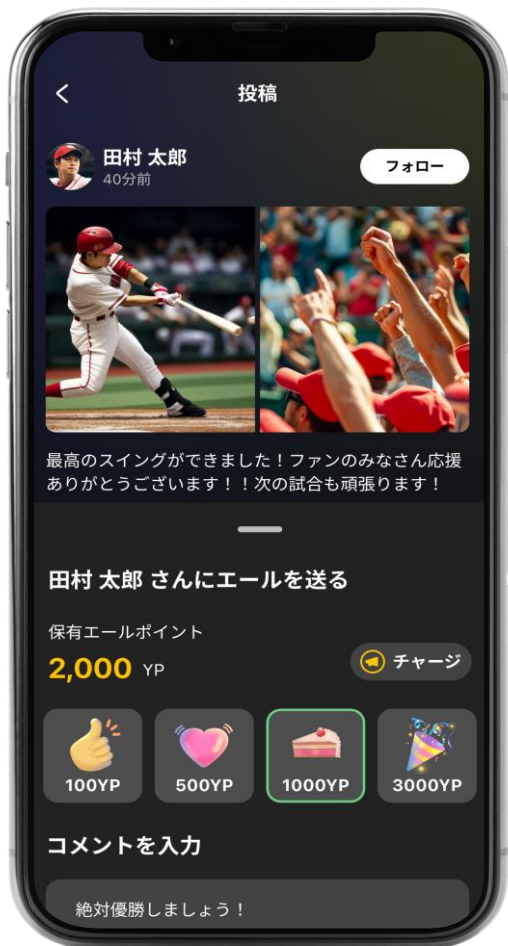 投稿
田村 太郎
40分前
フォロー
最高のスイングができました！ファンのみなさん応援
ありがとうございます！！次の試合も頑張ります！
田村 太郎 さんにエールを送る
保有エールポイント
2,000 YP
チャージ
100YP
500YP
1000YP
3000YP
コメントを入力
絶対優勝しましょう！